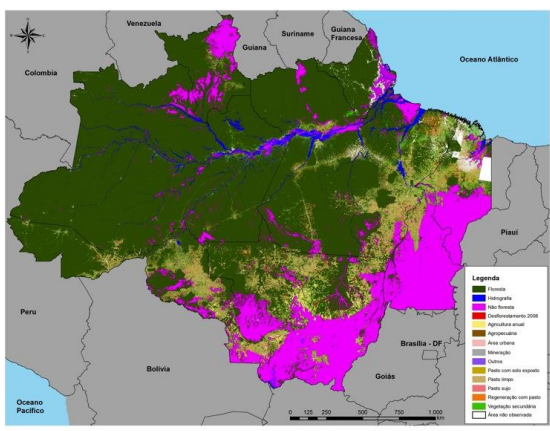 Venezuela
Suriname
Guiana
Francesa
Guiana
Colombia
Oceano Atlântico
Piauí
Peru
Bolivia
Brasília - DF
Goiás
Oceano
Pacífico
Legenda
Floresta
Hidrografia
Não floresta
Desflorestamento 2008
Agricultura anual
Agropecuária
Área urbana
Mineração
Outros
Pasto com solo exposto
Pasto limpo
Pasto sujo
Regeneração com pasto
Vegetação secundária
Área não observada
0 125 250 500 750 1.000
km